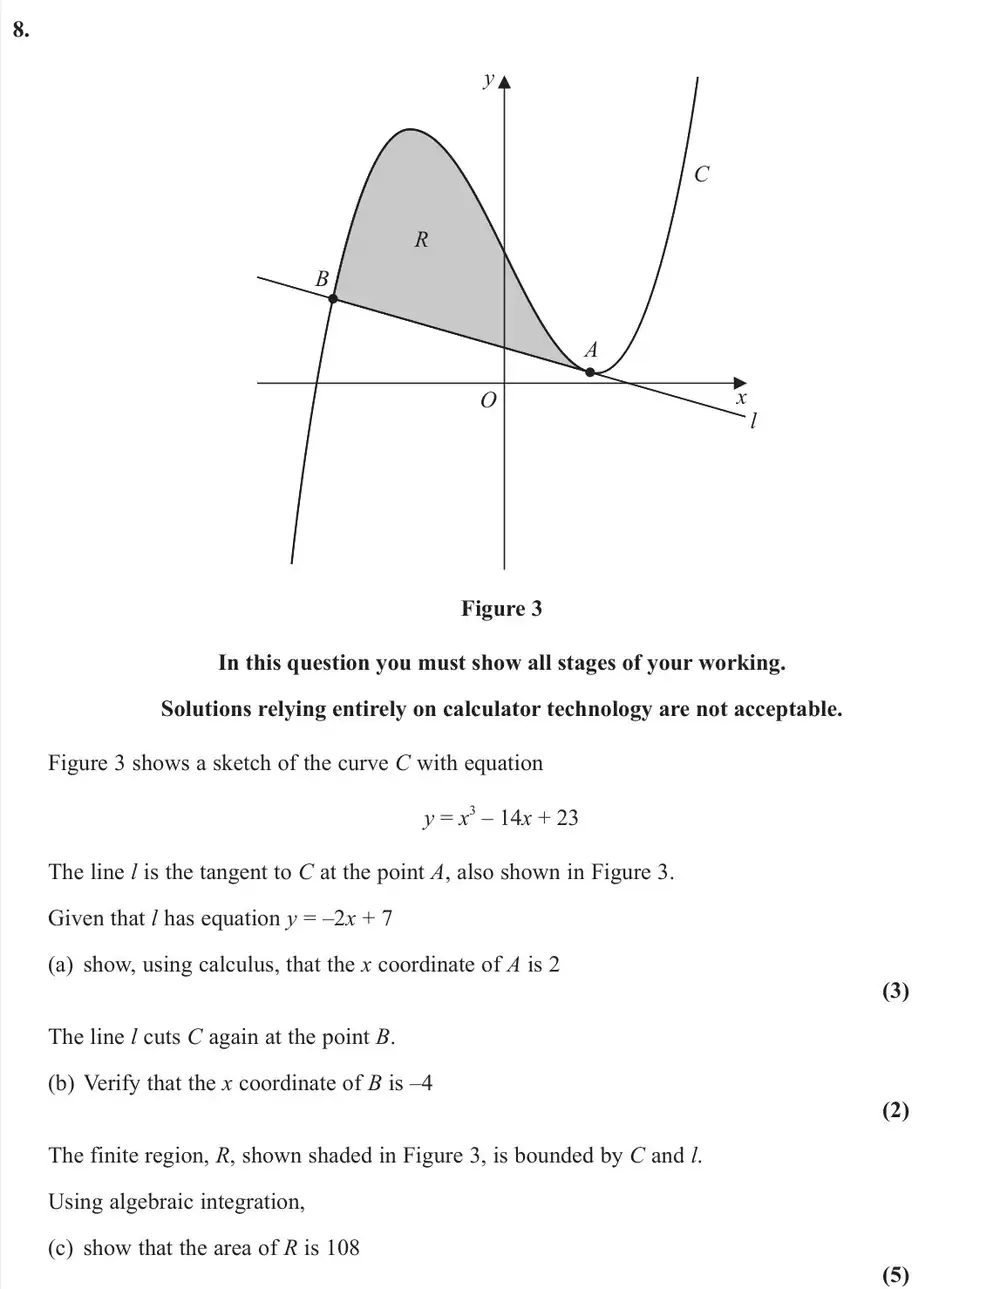 8.
y
C
R
B
A
O
x
l
Figure 3
In this question you must show all stages of your working.
Solutions relying entirely on calculator technology are not acceptable.
Figure 3 shows a sketch of the curve C with equation
y = x³ – 14x + 23
The line l is the tangent to C at the point A, also shown in Figure 3.
Given that l has equation y = –2x + 7
(a) show, using calculus, that the x coordinate of A is 2
(3)
The line l cuts C again at the point B.
(b) Verify that the x coordinate of B is –4
(2)
The finite region, R, shown shaded in Figure 3, is bounded by C and l.
Using algebraic integration,
(c) show that the area of R is 108
(5)